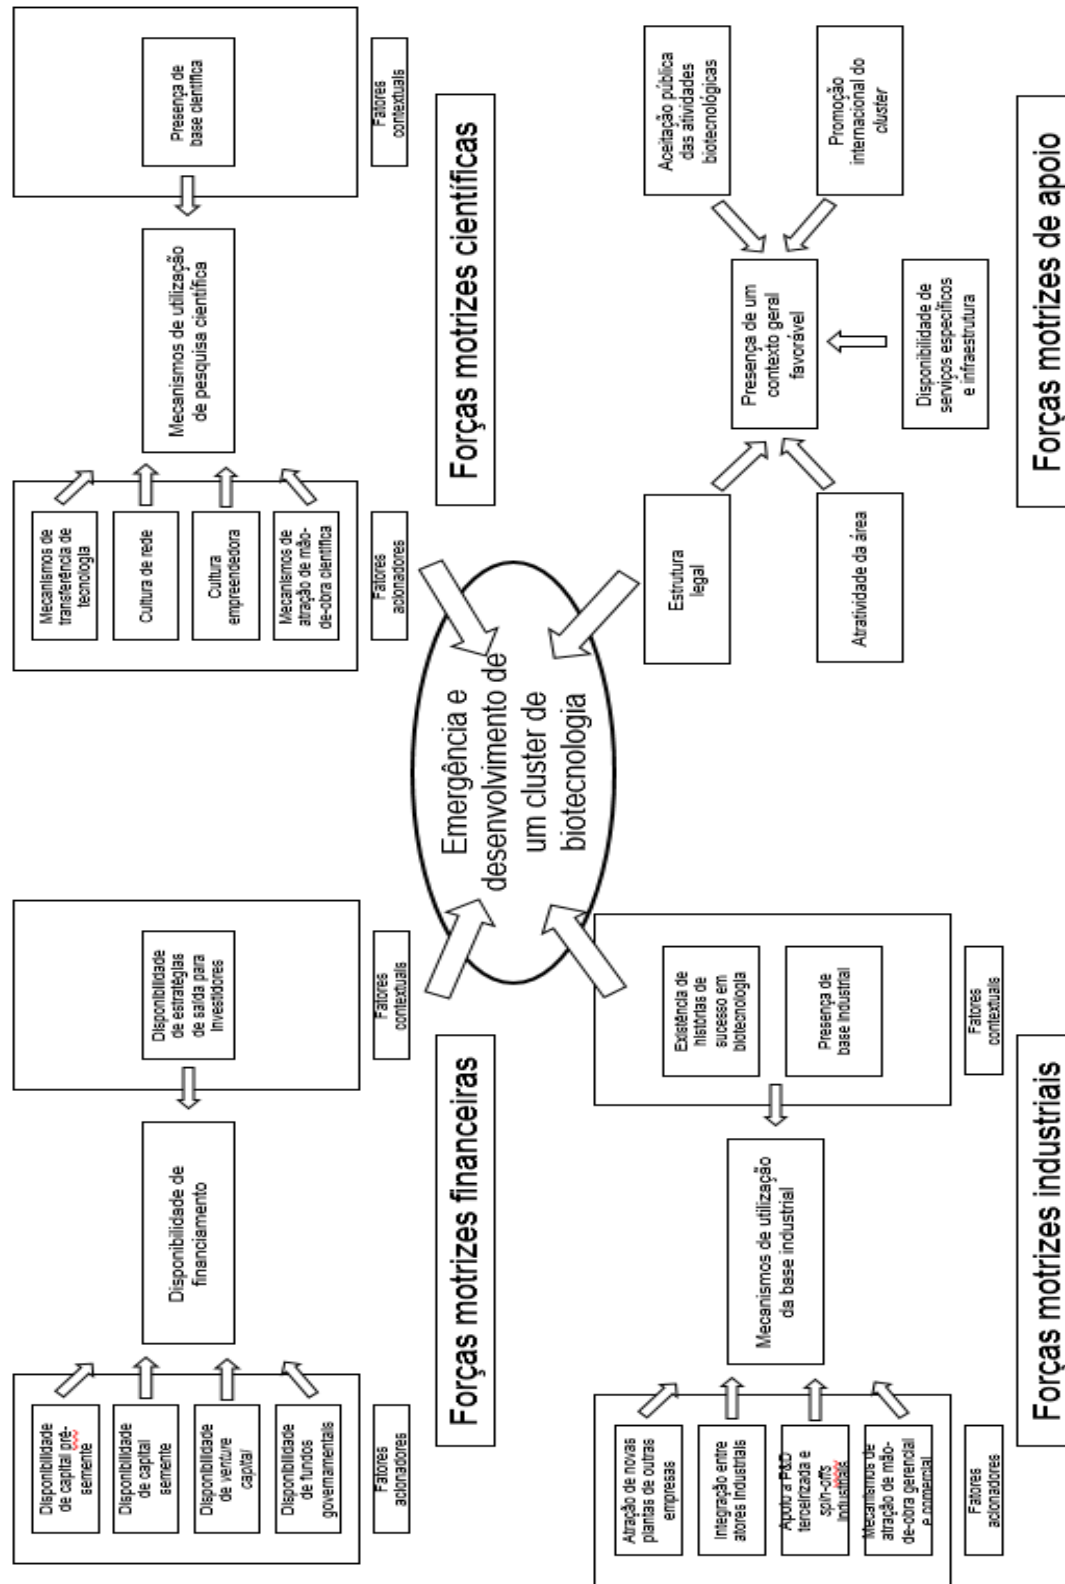 Disponibilidade
de capital pré-
semente
Disponibilidade
de capital
semente
Disponibilidade
de venture
capital
Disponibilidade
de fundos
governamentais
Fatores
acionadores
Disponibilidade de
financiamento
Disponibilidade
de estratégias
de saída para
investidores
Fatores
contextuais
Forças motrizes financeiras
Mecanismos de
transferência de
tecnologia
Cultura de rede
Cultura
empreendedora
Mecanismos de
atração de mão-
de-obra científica
Fatores
acionadores
Mecanismos de utilização
de pesquisa científica
Presença de
base científica
Fatores
contextuais
Forças motrizes científicas
Emergência e
desenvolvimento de
um cluster de
biotecnologia
Atração de novas
plantas de outras
empresas
Integração entre
atores industriais
Apoio a P&D
terceirizada e
spin-offs
industriais
Mecanismos de
atração de mão-
de-obra gerencial
e comercial
Fatores
acionadores
Mecanismos de utilização
da base industrial
Existência de
histórias de
sucesso em
biotecnologia
Presença de
base industrial
Fatores
contextuais
Forças motrizes industriais
Estrutura
legal
Atratividade da área
Presença de um
contexto geral
favorável
Disponibilidade de
serviços específicos
e infraestrutura
Aceitação pública
das atividades
biotecnológicas
Promoção
internacional do
cluster
Forças motrizes de apoio